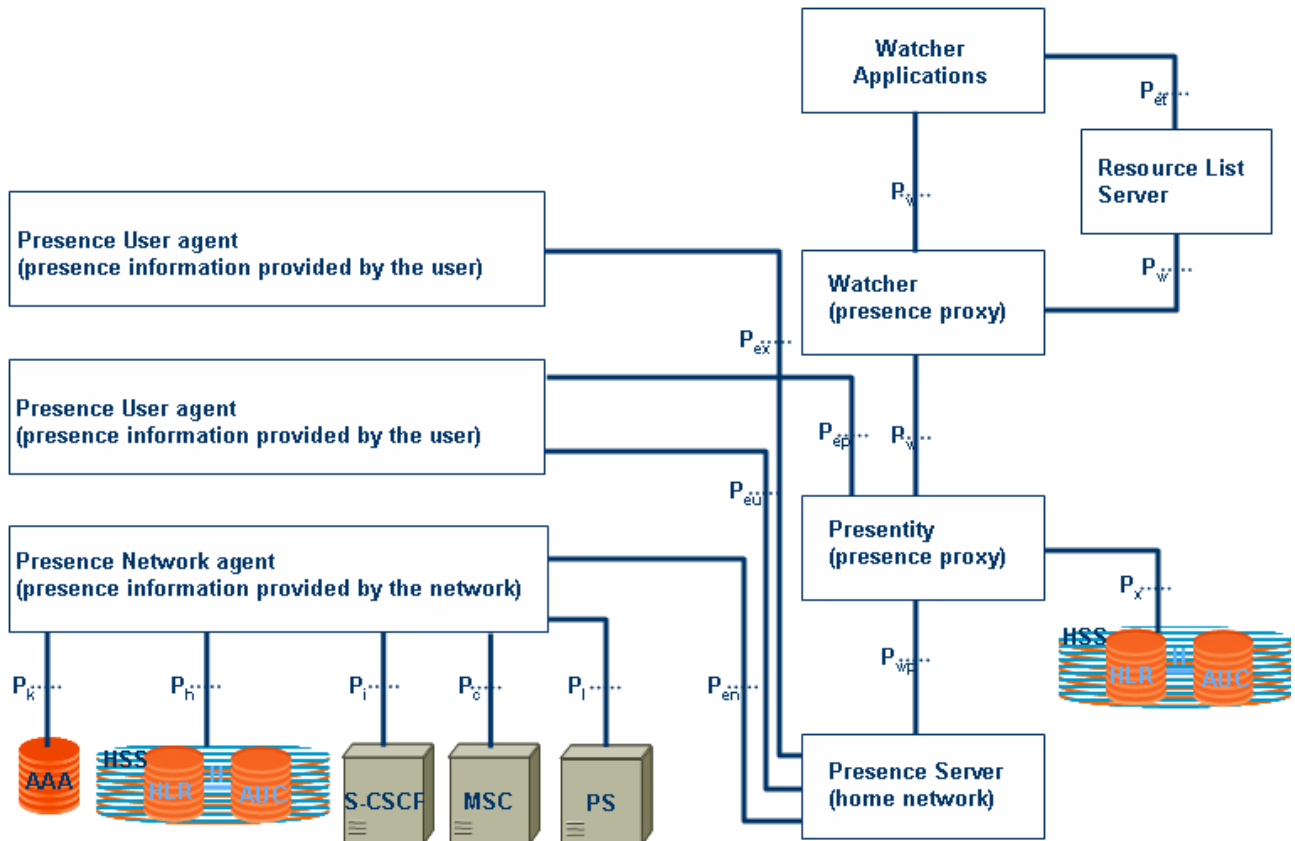 Watcher
Applications
Pet
Resource List
Server
Pw
Presence User agent
(presence information provided by the user)
Pw
Watcher
(presence proxy)
Pex
Presence User agent
(presence information provided by the user)
Pep
Pw
Peu
Presence Network agent
(presence information provided by the network)
Presentity
(presence proxy)
Px
HSS
HLR
H
AUC
Pwp
Pk
Ph
Pi
Pc
Pl
Pen
AAA
HSS
HLR
H
AUC
S-CSCF
MSC
PS
Presence Server
(home network)